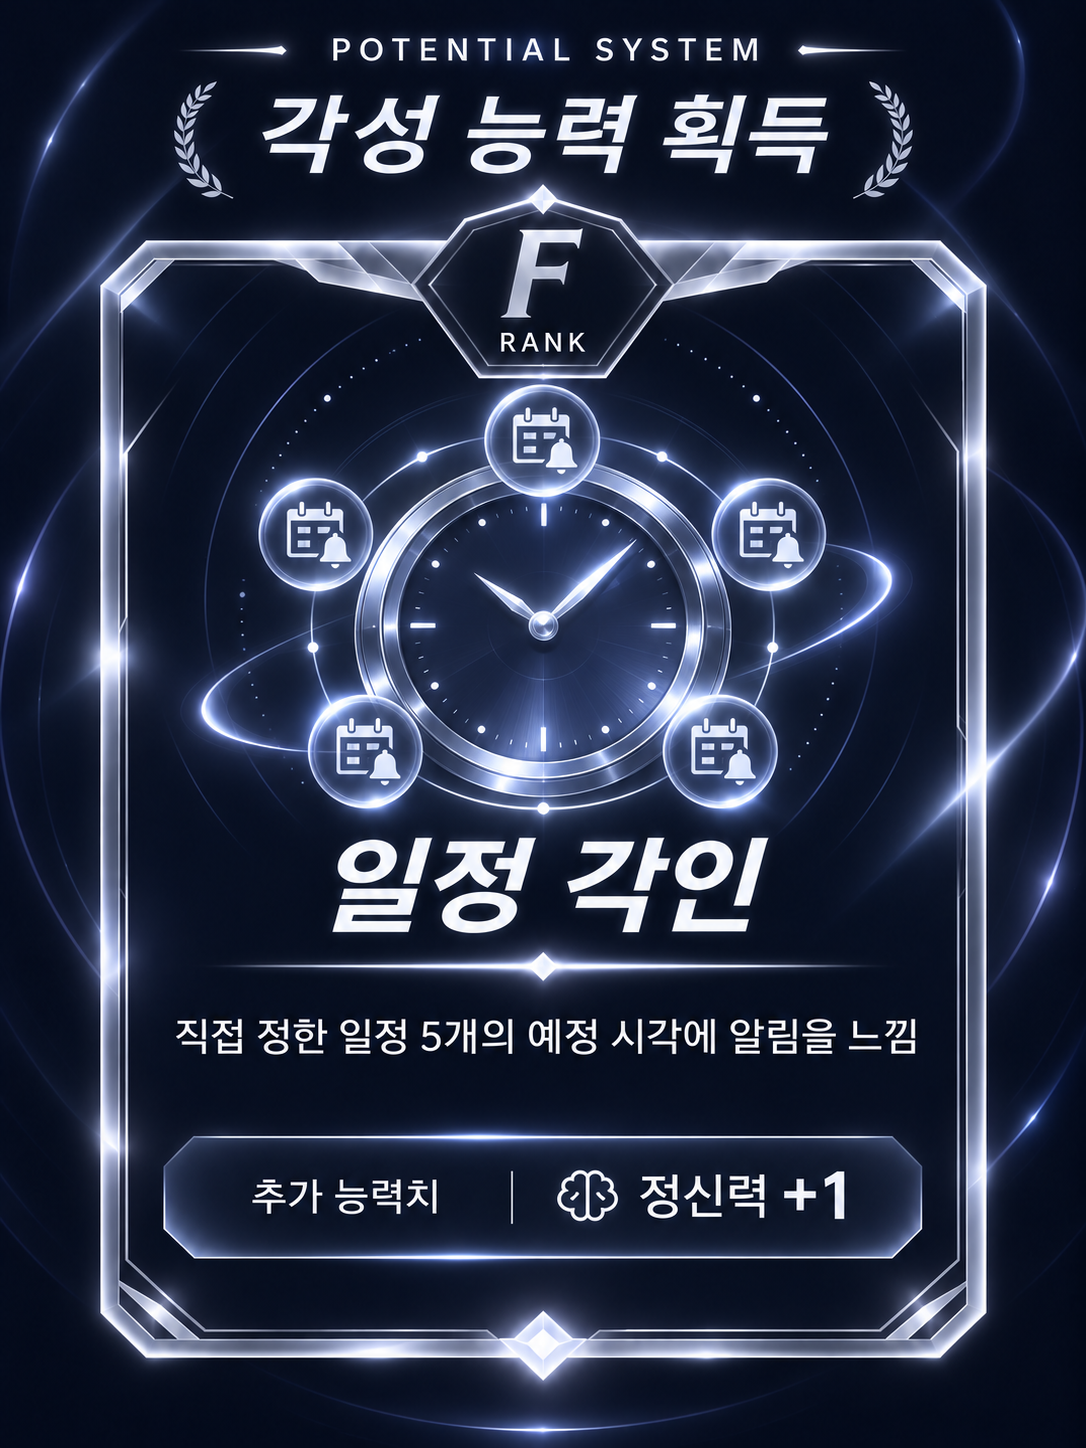 POTENTIAL SYSTEM
각성 능력 획득
F
RANK
일정 각인
직접 정한 일정 5개의 예정 시각에 알림을 느낌
추가 능력치
정신력 +1